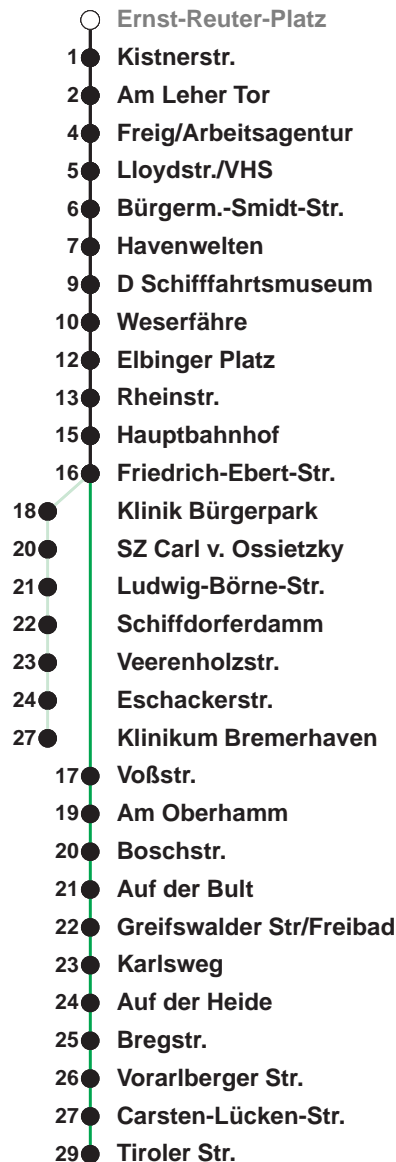 Ernst-Reuter-Platz
1 Kistnerstr.
2 Am Leher Tor
4 Freig/Arbeitsagentur
5 Lloydstr./VHS
6 Bürgerm.-Smidt-Str.
7 Havenwelten
9 D Schifffahrtsmuseum
10 Weserfähre
12 Elbinger Platz
13 Rheinstr.
15 Hauptbahnhof
16 Friedrich-Ebert-Str.
18 Klinik Bürgerpark
20 SZ Carl v. Ossietzky
21 Ludwig-Börne-Str.
22 Schiffdorferdamm
23 Veerenholzstr.
24 Eschackerstr.
27 Klinikum Bremerhaven
17 Voßstr.
19 Am Oberhamm
20 Boschstr.
21 Auf der Bult
22 Greifswalder Str/Freibad
23 Karlsweg
24 Auf der Heide
25 Bregstr.
26 Vorarlberger Str.
27 Carsten-Lücken-Str.
29 Tiroler Str.